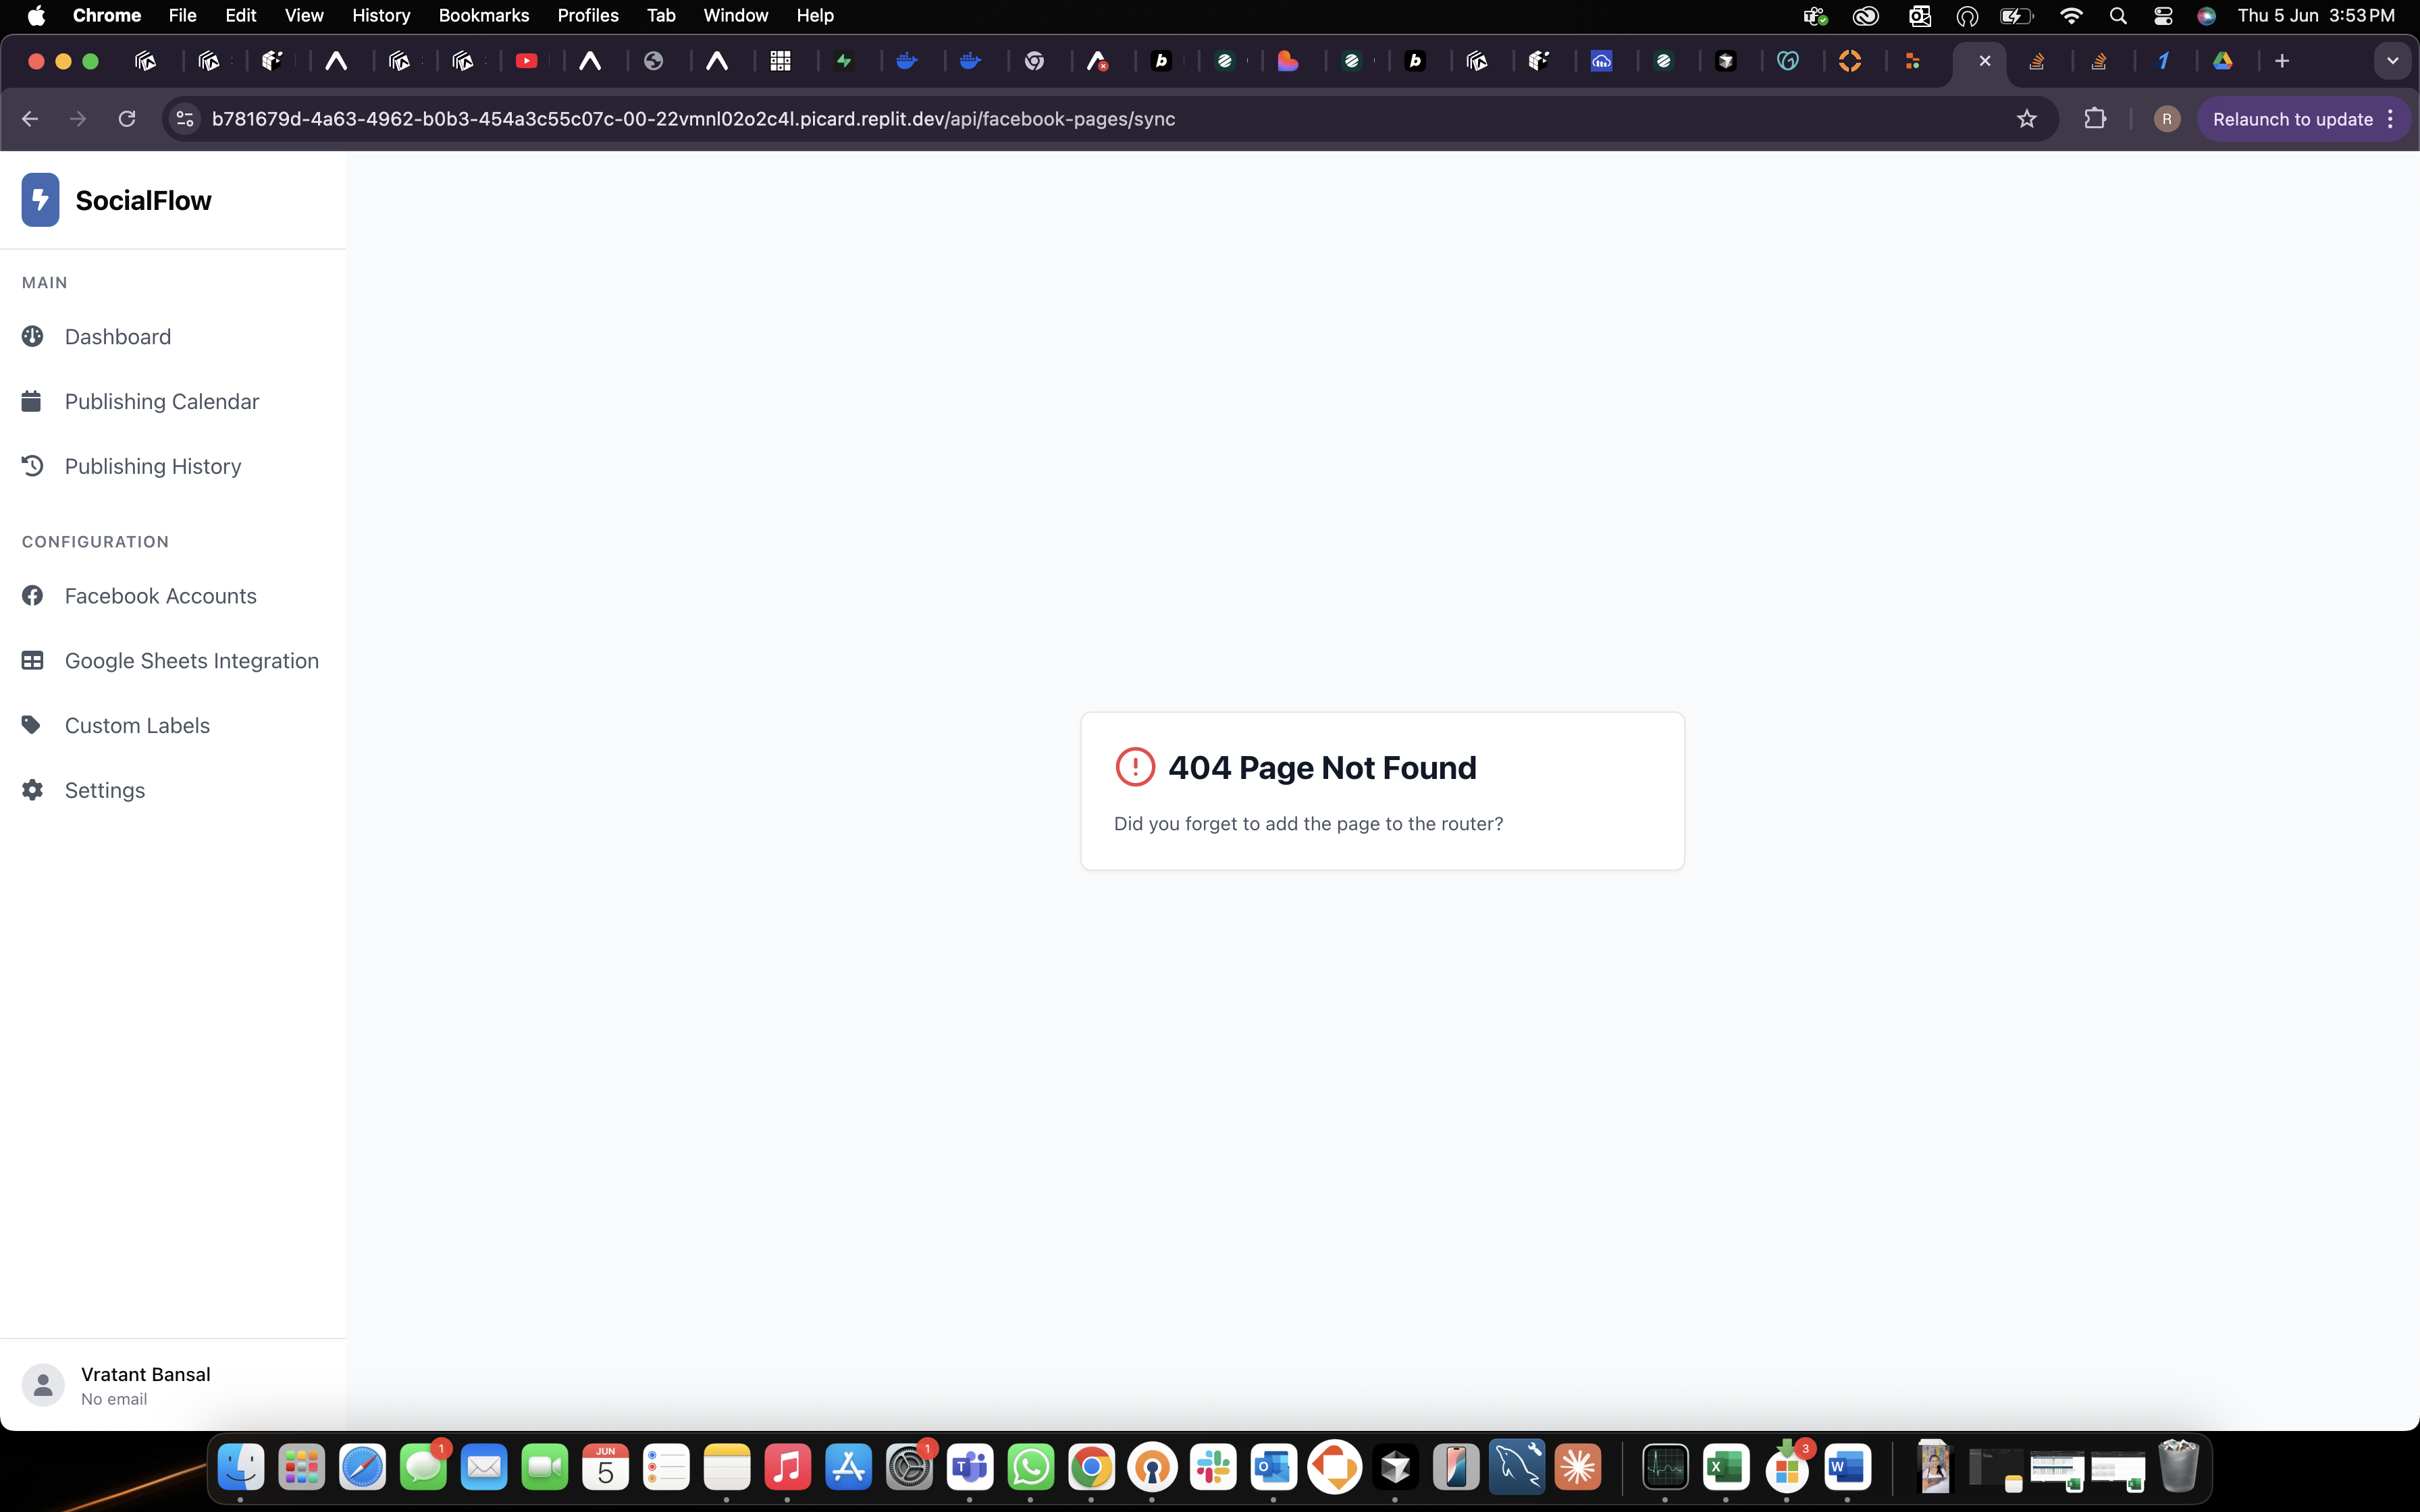 Chrome File Edit View History Bookmarks Profiles Tab Window Help Thu 5 Jun 3:53 PM
b781679d-4a63-4962-b0b3-454a3c55c07c-00-22vmnl02o2c4l.picard.replit.dev/api/facebook-pages/sync R Relaunch to update
SocialFlow
MAIN
Dashboard
Publishing Calendar
Publishing History
CONFIGURATION
Facebook Accounts
Google Sheets Integration
Custom Labels
Settings
404 Page Not Found
Did you forget to add the page to the router?
Vratant Bansal
No email
1 JUN 5 1 3